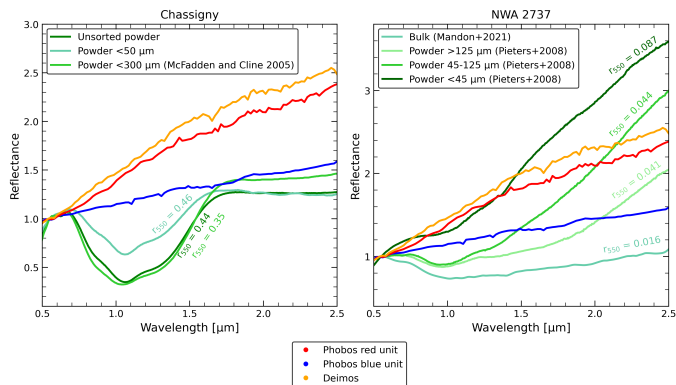 Chassigny
Unsorted powder
Powder <50 μm
Powder <300 μm (McFadden and Cline 2005)
r550 = 0.46
r550 = 0.44
r550 = 0.35
3.0
2.5
2.0
1.5
1.0
0.5
Reflectance
0.5 1.0 1.5 2.0 2.5
Wavelength [μm]
NWA 2737
Bulk (Mandon+2021)
Powder >125 μm (Pieters+2008)
Powder 45-125 μm (Pieters+2008)
Powder <45 μm (Pieters+2008)
r550 = 0.087
r550 = 0.044
r550 = 0.041
r550 = 0.016
3
2
1
Reflectance
0.5 1.0 1.5 2.0 2.5
Wavelength [μm]
Phobos red unit
Phobos blue unit
Deimos